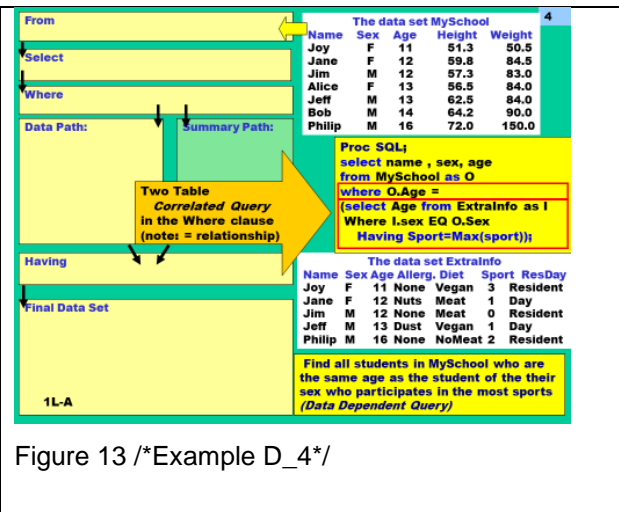 From
Select
Where
Data Path:
Summary Path:
Two Table
Correlated Query
in the Where clause
(note: = relationship)
Having
Final Data Set
1L-A
4
The data set MySchool
Name Sex Age Height Weight
Joy F 11 51.3 50.5
Jane F 12 59.8 84.5
Jim M 12 57.3 83.0
Alice F 13 56.5 84.0
Jeff M 13 62.5 84.0
Bob M 14 64.2 90.0
Philip M 16 72.0 150.0
Proc SQL;
select name , sex, age
from MySchool as O
where O.Age =
(select Age from ExtraInfo as I
Where I.sex EQ O.Sex
Having Sport=Max(sport));
The data set ExtraInfo
Name Sex Age Allerg. Diet Sport ResDay
Joy F 11 None Vegan 3 Resident
Jane F 12 Nuts Meat 1 Day
Jim M 12 None Meat 0 Resident
Jeff M 13 Dust Vegan 1 Day
Philip M 16 None NoMeat 2 Resident
Find all students in MySchool who are
the same age as the student of the their
sex who participates in the most sports
(Data Dependent Query)
Figure 13 /*Example D_4*/